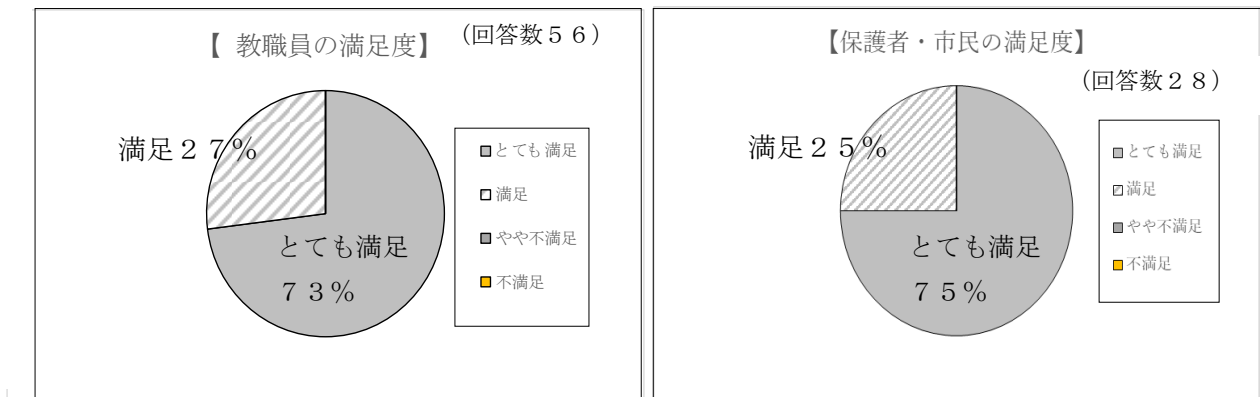 【 教職員の満足度】
（回答数５６）
満足２７％
とても満足
７３％
とても満足
満足
やや不満足
不満足
【保護者・市民の満足度】
（回答数２８）
満足２５％
とても満足
７５％
とても満足
満足
やや不満足
不満足